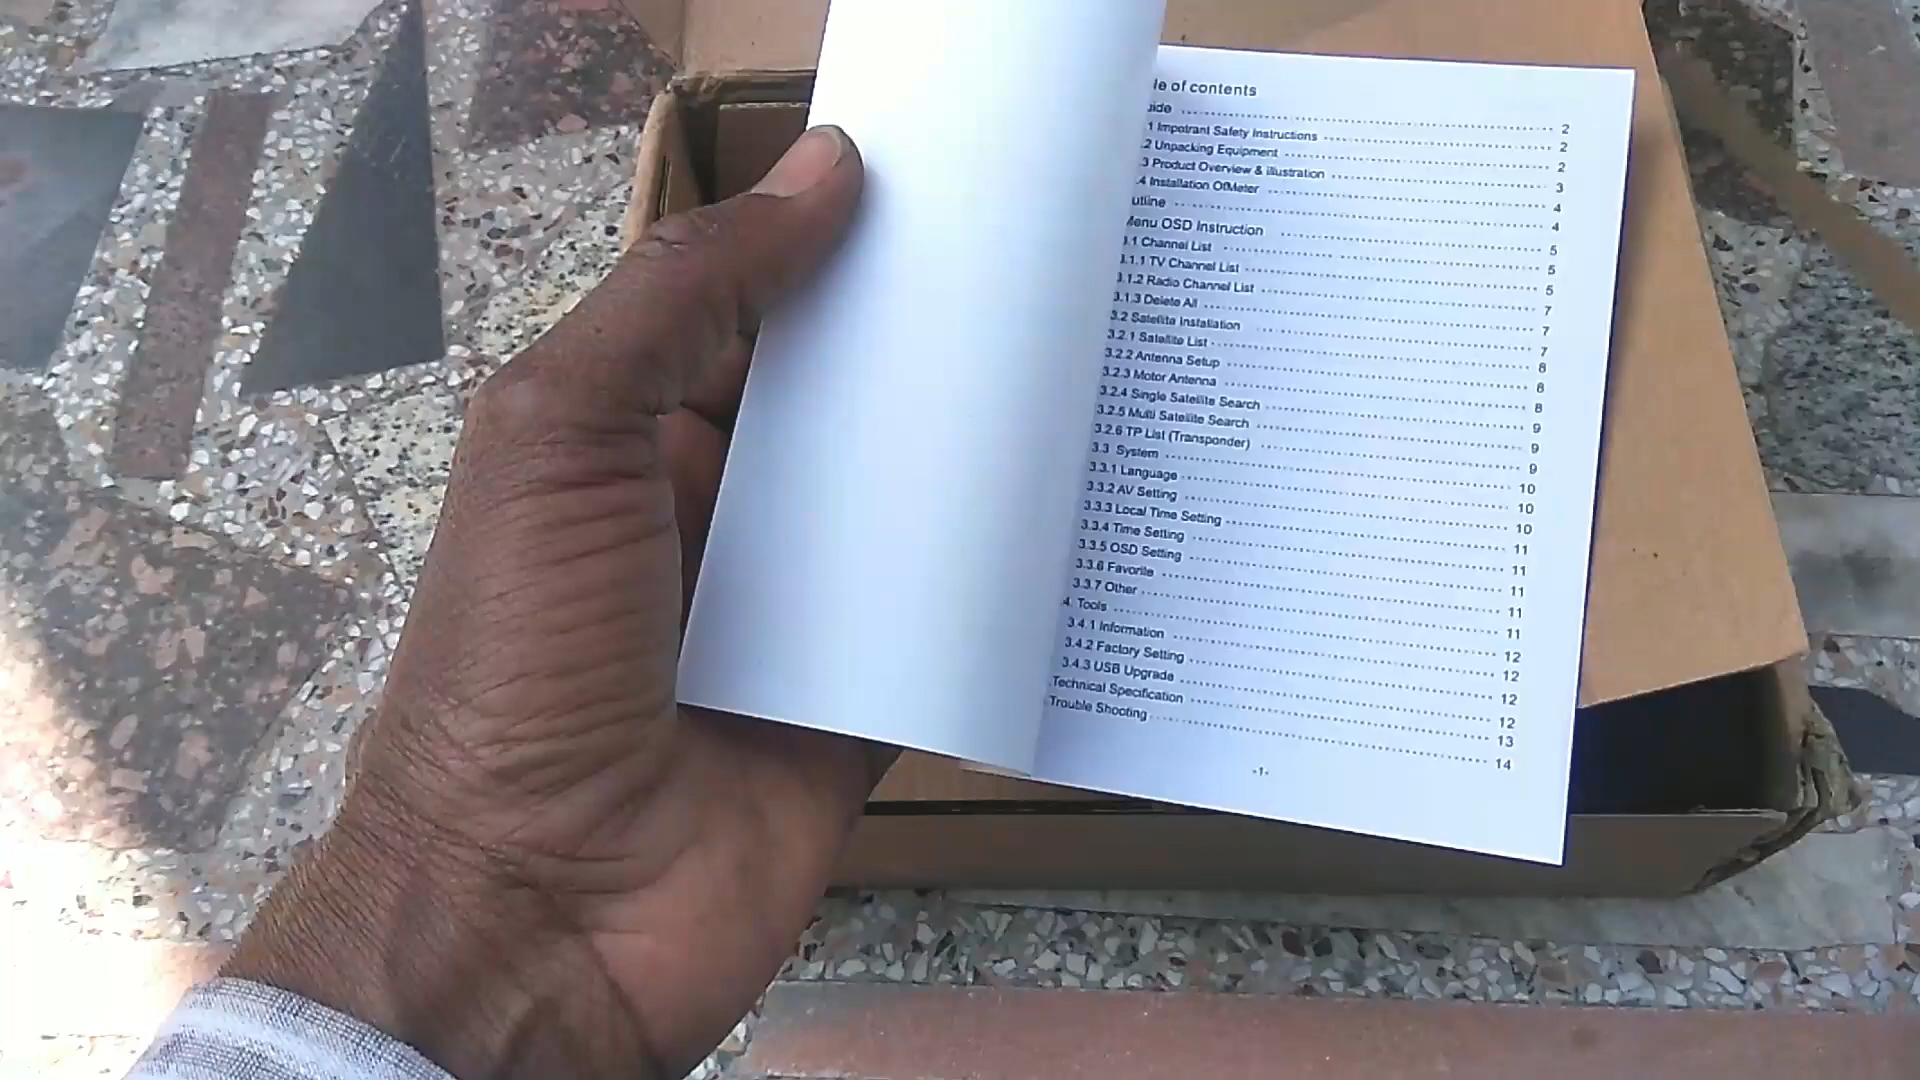 le of contents
uide ........ 2
1 Impotrant Safety Instructions ........ 2
.2 Unpacking Equipment ........ 2
.3 Product Overview & illustration ........ 3
.4 Installation OfMeter ........ 4
utline ........ 4
Menu OSD Instruction ........ 5
3.1 Channel List ........ 5
3.1.1 TV Channel List ........ 5
3.1.2 Radio Channel List ........ 7
3.1.3 Delete All ........ 7
3.2 Satellite Installation ........ 7
3.2.1 Satellite List ........ 8
3.2.2 Antenna Setup ........ 8
3.2.3 Motor Antenna ........ 8
3.2.4 Single Satellite Search ........ 9
3.2.5 Multi Satellite Search ........ 9
3.2.6 TP List (Transponder) ........ 9
3.3 System ........ 10
3.3.1 Language ........ 10
3.3.2 AV Setting ........ 10
3.3.3 Local Time Setting ........ 11
3.3.4 Time Setting ........ 11
3.3.5 OSD Setting ........ 11
3.3.6 Favorite ........ 11
3.3.7 Other ........ 11
4. Tools ........ 12
3.4.1 Information ........ 12
3.4.2 Factory Setting ........ 12
3.4.3 USB Upgrade ........ 12
.Technical Specification ........ 13
Trouble Shooting ........ 14
-1-